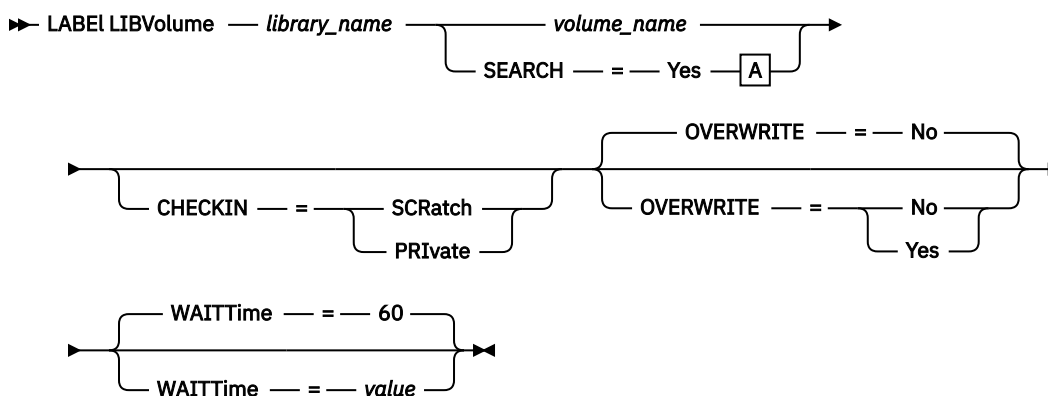 LABEl LIBVolume library_name volume_name
SEARCH = Yes A
OVERWRITE = No
CHECKIN = SCRatch OVERWRITE = No
PRIvate Yes
WAITTime = 60
WAITTime = value